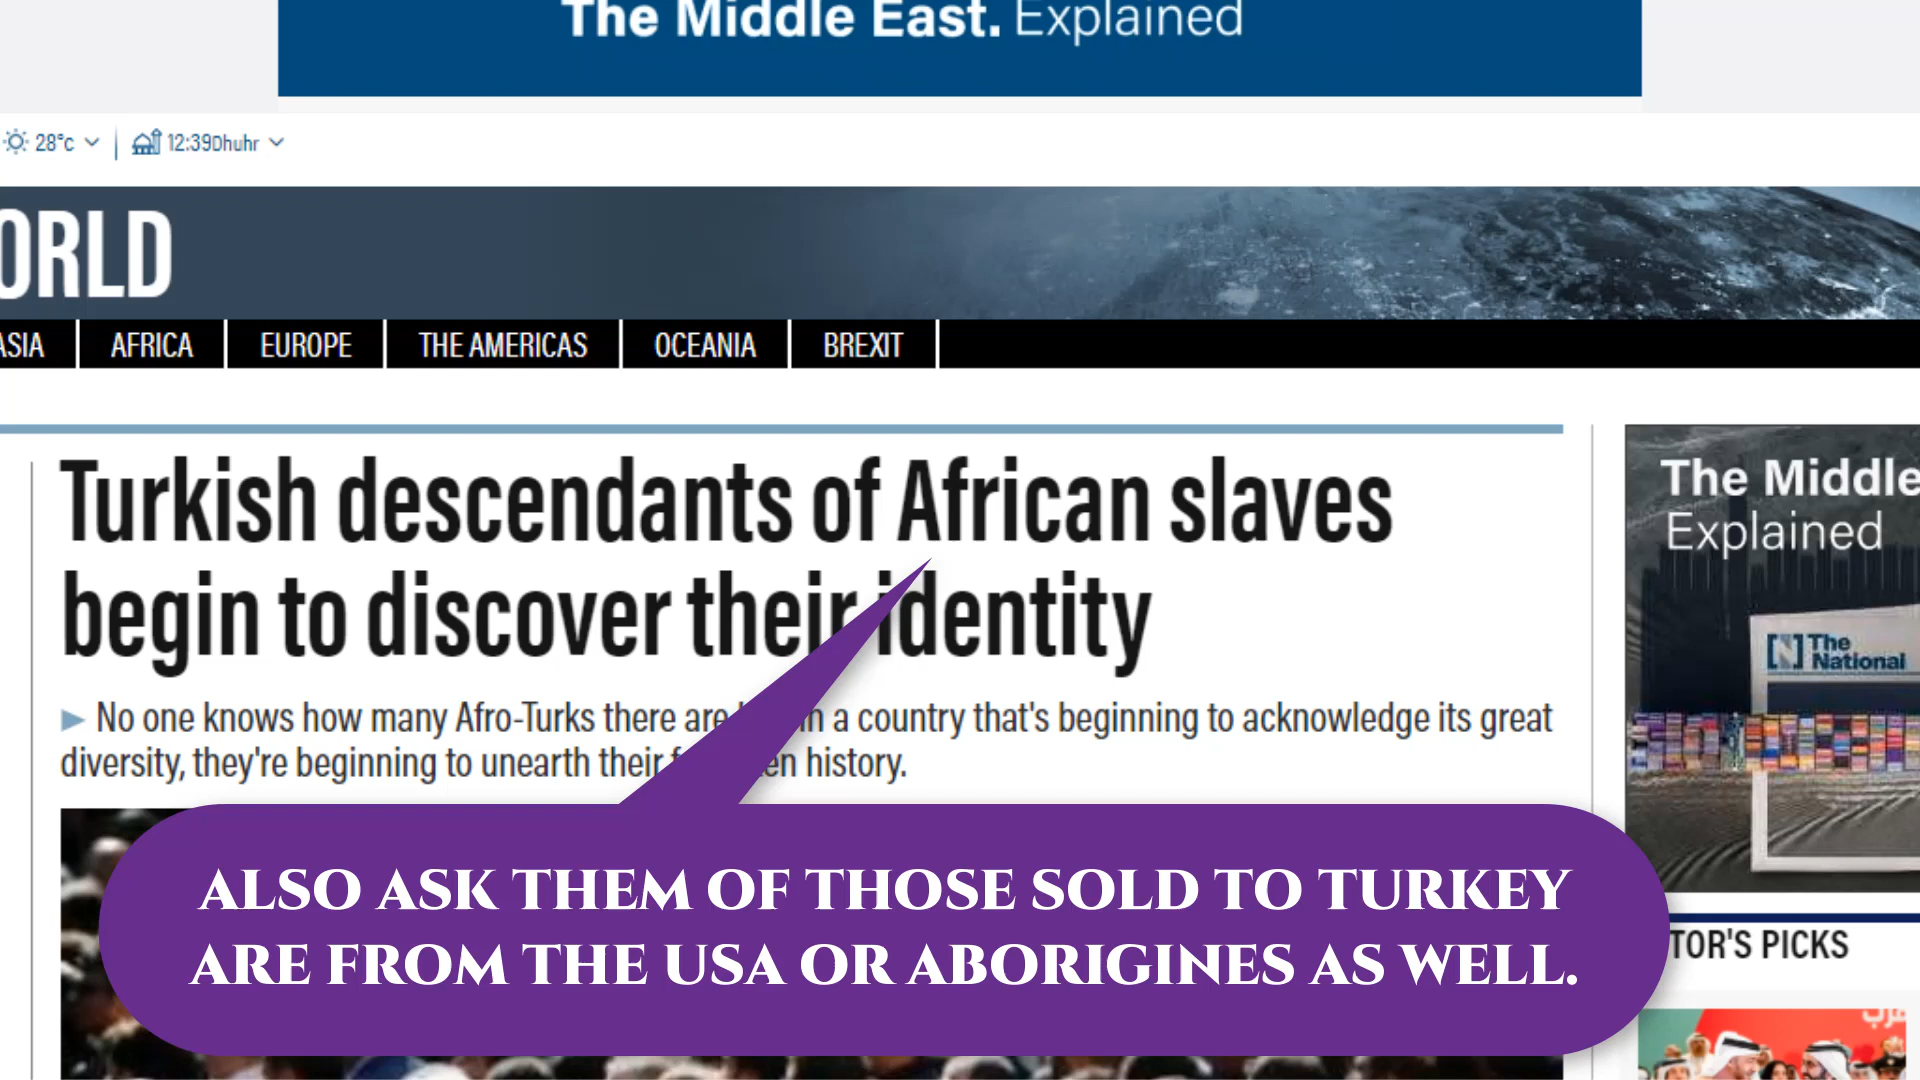 The Middle East. Explained
28°c
12:39Dhuhr
ORLD
ASIA
AFRICA
EUROPE
THE AMERICAS
OCEANIA
BREXIT
Turkish descendants of African slaves
begin to discover their identity
► No one knows how many Afro-Turks there are in a country that's beginning to acknowledge its great
diversity, they're beginning to unearth their history.
ALSO ASK THEM OF THOSE SOLD TO TURKEY
ARE FROM THE USA OR ABORIGINES AS WELL.
The Middle
Explained
[N] The
National
TOR'S PICKS